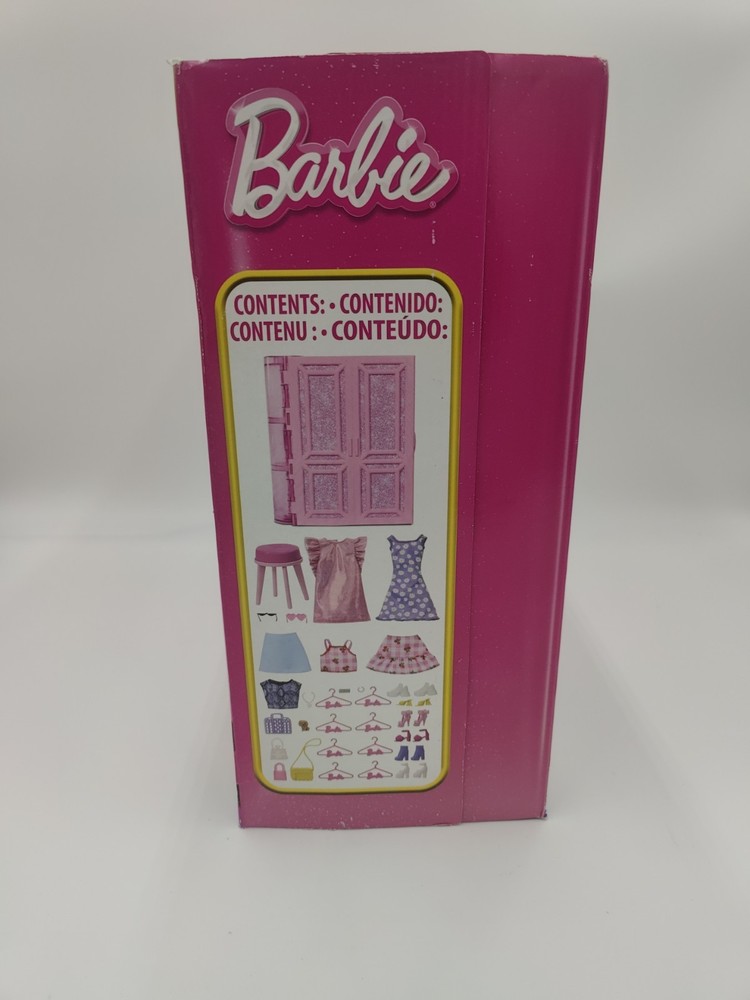 Barbie
CONTENTS: • CONTENIDO:
CONTENU : • CONTEÚDO: